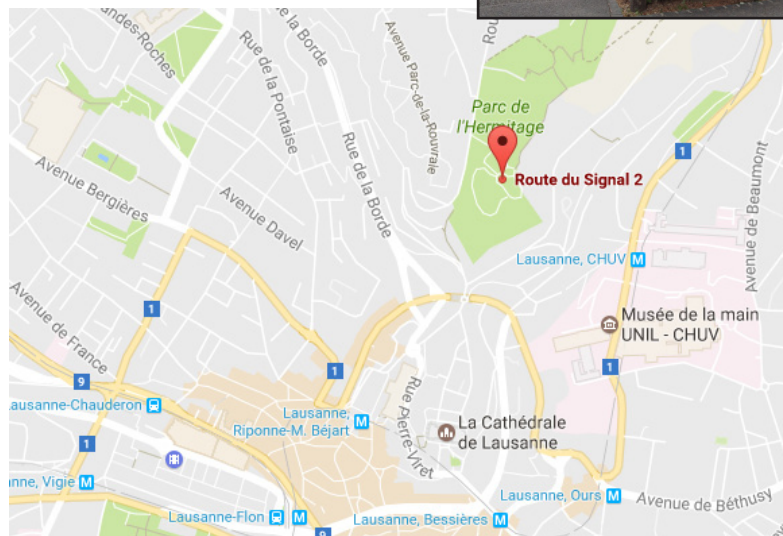 andes-Roches
Rue de la Borde
Rue de la Pontaise
Avenue Parc-de-la-Rouvraie
Rou
Parc de
l'Hermitage
Route du Signal 2
1
Avenue de Beaumont
Avenue Bergières
Rue de la Borde
Avenue Davel
Lausanne, CHUV M
1
Musée de la main
UNIL - CHUV
Avenue de France
1
1
9
ausanne-Chauderon
Lausanne,
Riponne-M. Béjart M
Rue Pierre-Viret
La Cathédrale
de Lausanne
1
nne, Vigie M
Lausanne, Ours M
Avenue de Béthusy
Lausanne-Flon M
Lausanne, Bessières M
9